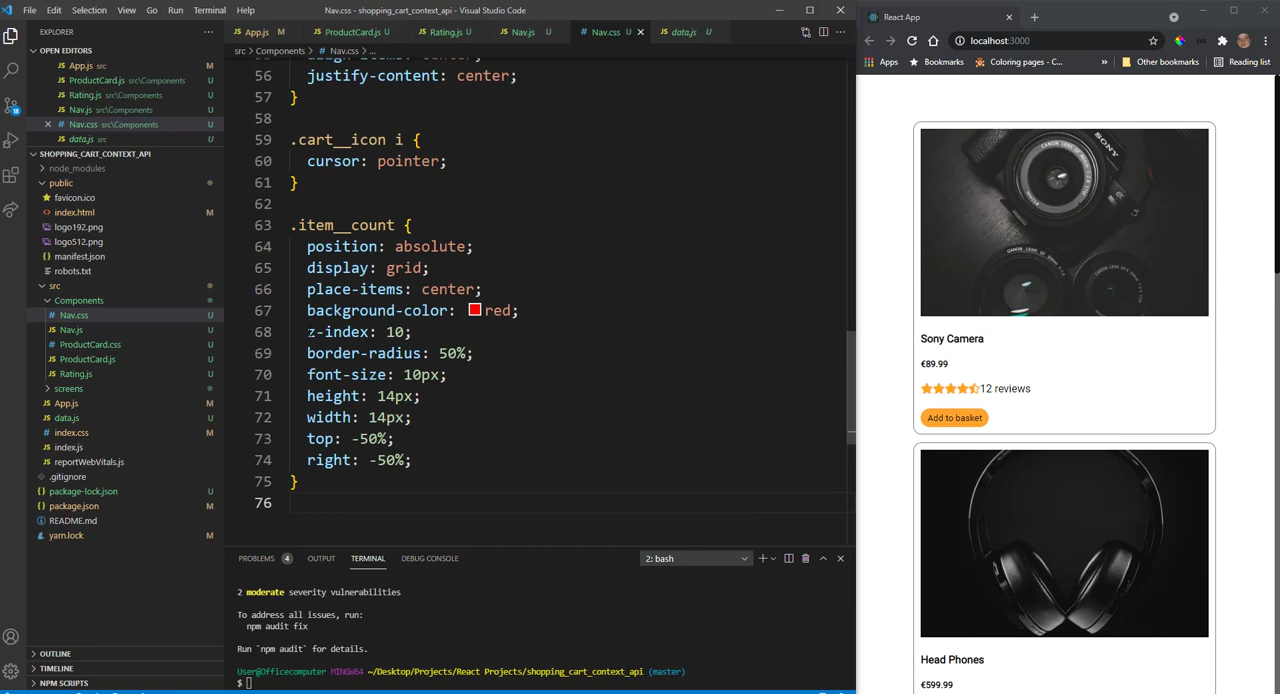 File Edit Selection View Go Run Terminal Help
Nav.css - shopping_cart_context_api - Visual Studio Code
EXPLORER
OPEN EDITORS
App.js src M
ProductCard.js src\Components U
Rating.js src\Components U
Nav.js src\Components U
Nav.css src\Components U
data.js src U
SHOPPING_CART_CONTEXT_API
node_modules
public
favicon.ico
index.html M
logo192.png
logo512.png
manifest.json
robots.txt
src
Components
Nav.css U
Nav.js U
ProductCard.css U
ProductCard.js U
Rating.js U
screens
App.js M
data.js U
index.css M
index.js
reportWebVitals.js
.gitignore
package-lock.json U
package.json M
README.md
yarn.lock M
OUTLINE
TIMELINE
NPM SCRIPTS
App.js M ProductCard.js U Rating.js U Nav.js U Nav.css U data.js U
src > Components > Nav.css > ...
56 justify-content: center;
57 }
58
59 .cart__icon i {
60 cursor: pointer;
61 }
62
63 .item__count {
64 position: absolute;
65 display: grid;
66 place-items: center;
67 background-color: red;
68 z-index: 10;
69 border-radius: 50%;
70 font-size: 10px;
71 height: 14px;
72 width: 14px;
73 top: -50%;
74 right: -50%;
75 }
76
PROBLEMS 4 OUTPUT TERMINAL DEBUG CONSOLE 2: bash
2 moderate severity vulnerabilities
To address all issues, run:
npm audit fix
Run `npm audit` for details.
User@Officecomputer MINGW64 ~/Desktop/Projects/React Projects/shopping_cart_context_api (master)
$
React App
localhost:3000
Apps Bookmarks Coloring pages - C... » Other bookmarks Reading list
SONY
CANON LENS
CANON LENS
Sony Camera
€89.99
12 reviews
Add to basket
Head Phones
€599.99